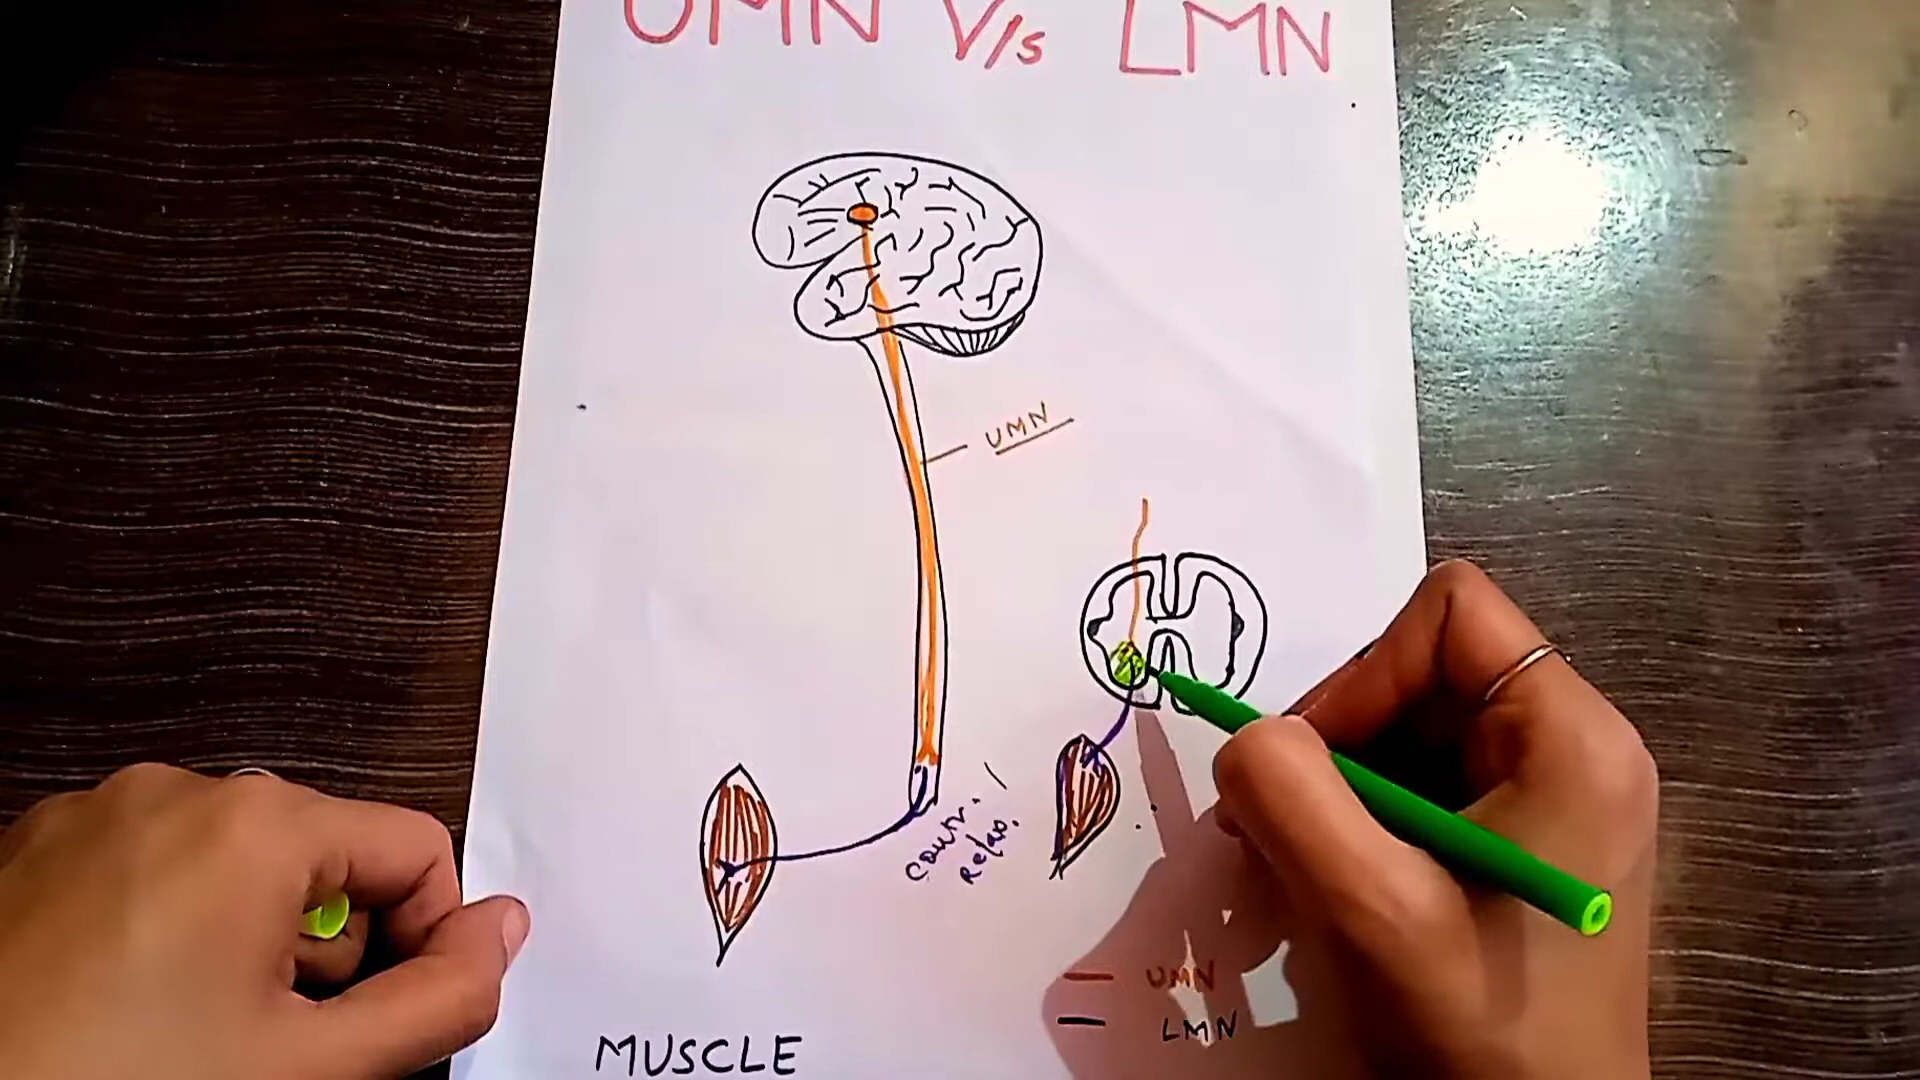 UMN V/s LMN
UMN
contr. /
relax.
UMN
LMN
MUSCLE